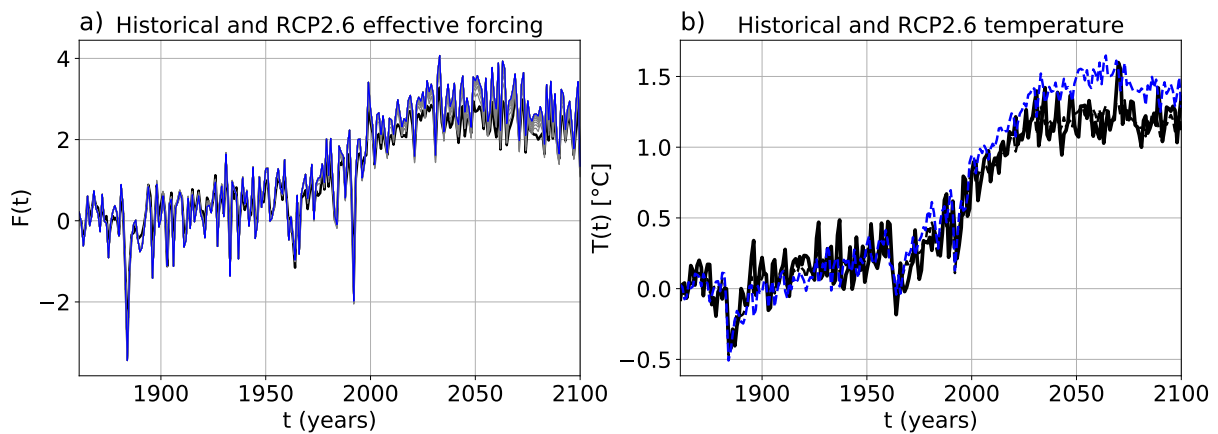 a) Historical and RCP2.6 effective forcing
F(t)
4
2
0
−2
1900 1950 2000 2050 2100
t (years)
b) Historical and RCP2.6 temperature
T(t) [°C]
1.5
1.0
0.5
0.0
−0.5
1900 1950 2000 2050 2100
t (years)